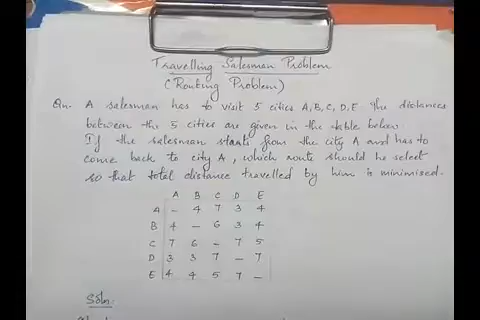 Travelling Salesman Problem
(Routing Problem)
Qn. A salesman has to visit 5 cities A,B,C,D,E. The distances
between the 5 cities are given in the table below.
If the salesman starts from the city A and has to
come back to city A, which route should he select
so that total distance travelled by him is minimised.
A B C D E
A - 4 7 3 4
B 4 - 6 3 4
C 7 6 - 7 5
D 3 3 7 - 7
E 4 4 5 7 -
Soln: